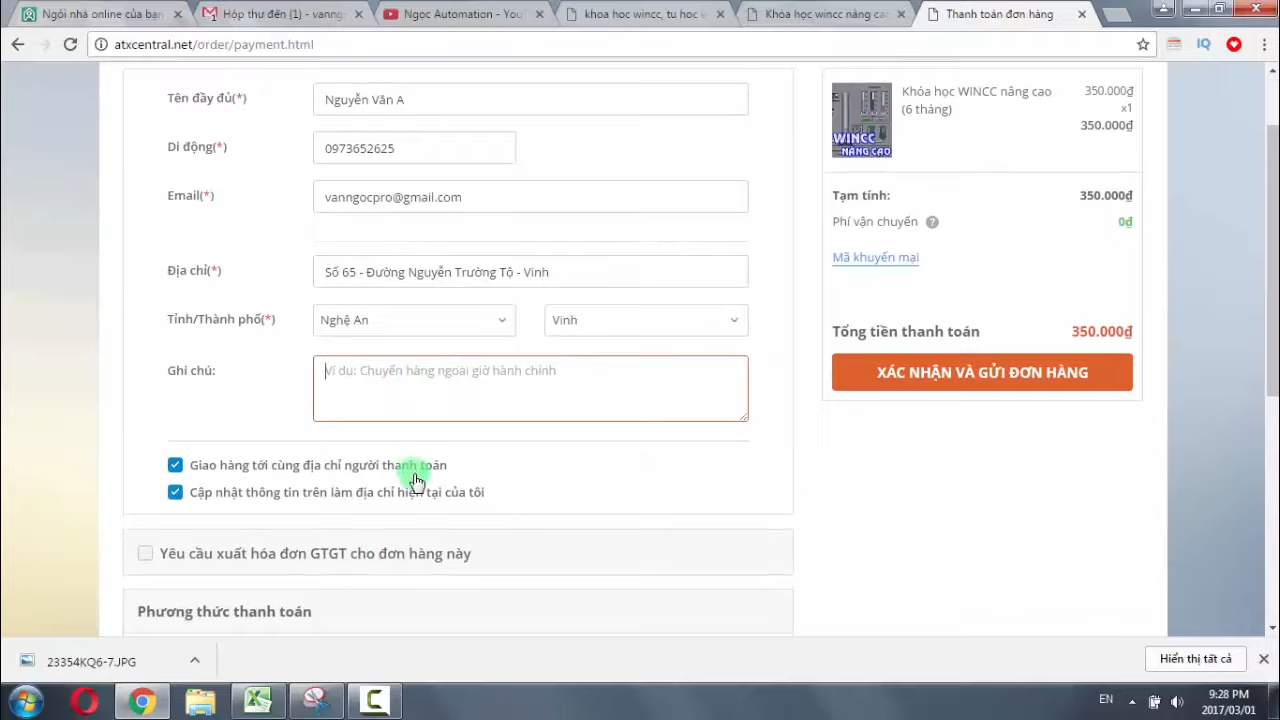 Ngôi nhà online của bạn
Hộp thư đến (1) - vanng
Ngọc Automation - You
khoa hoc wincc, tu hoc
Khóa học wincc nâng cao
Thanh toán đơn hàng
atxcentral.net/order/payment.html
IQ
Tên đầy đủ(*)
Nguyễn Văn A
Di động(*)
0973652625
Email(*)
vanngocpro@gmail.com
Địa chỉ(*)
Số 65 - Đường Nguyễn Trường Tộ - Vinh
Tỉnh/Thành phố(*)
Nghệ An
Vinh
Ghi chú:
Ví dụ: Chuyển hàng ngoài giờ hành chính
Giao hàng tới cùng địa chỉ người thanh toán
Cập nhật thông tin trên làm địa chỉ hiện tại của tôi
Yêu cầu xuất hóa đơn GTGT cho đơn hàng này
Phương thức thanh toán
WINCC
NÂNG CAO
Khóa học WINCC nâng cao
(6 tháng)
350.000₫
x1
350.000₫
Tạm tính:
350.000₫
Phí vận chuyển
0₫
Mã khuyến mại
Tổng tiền thanh toán
350.000₫
XÁC NHẬN VÀ GỬI ĐƠN HÀNG
23354KQ6-7.JPG
Hiển thị tất cả
EN
9:28 PM
2017/03/01